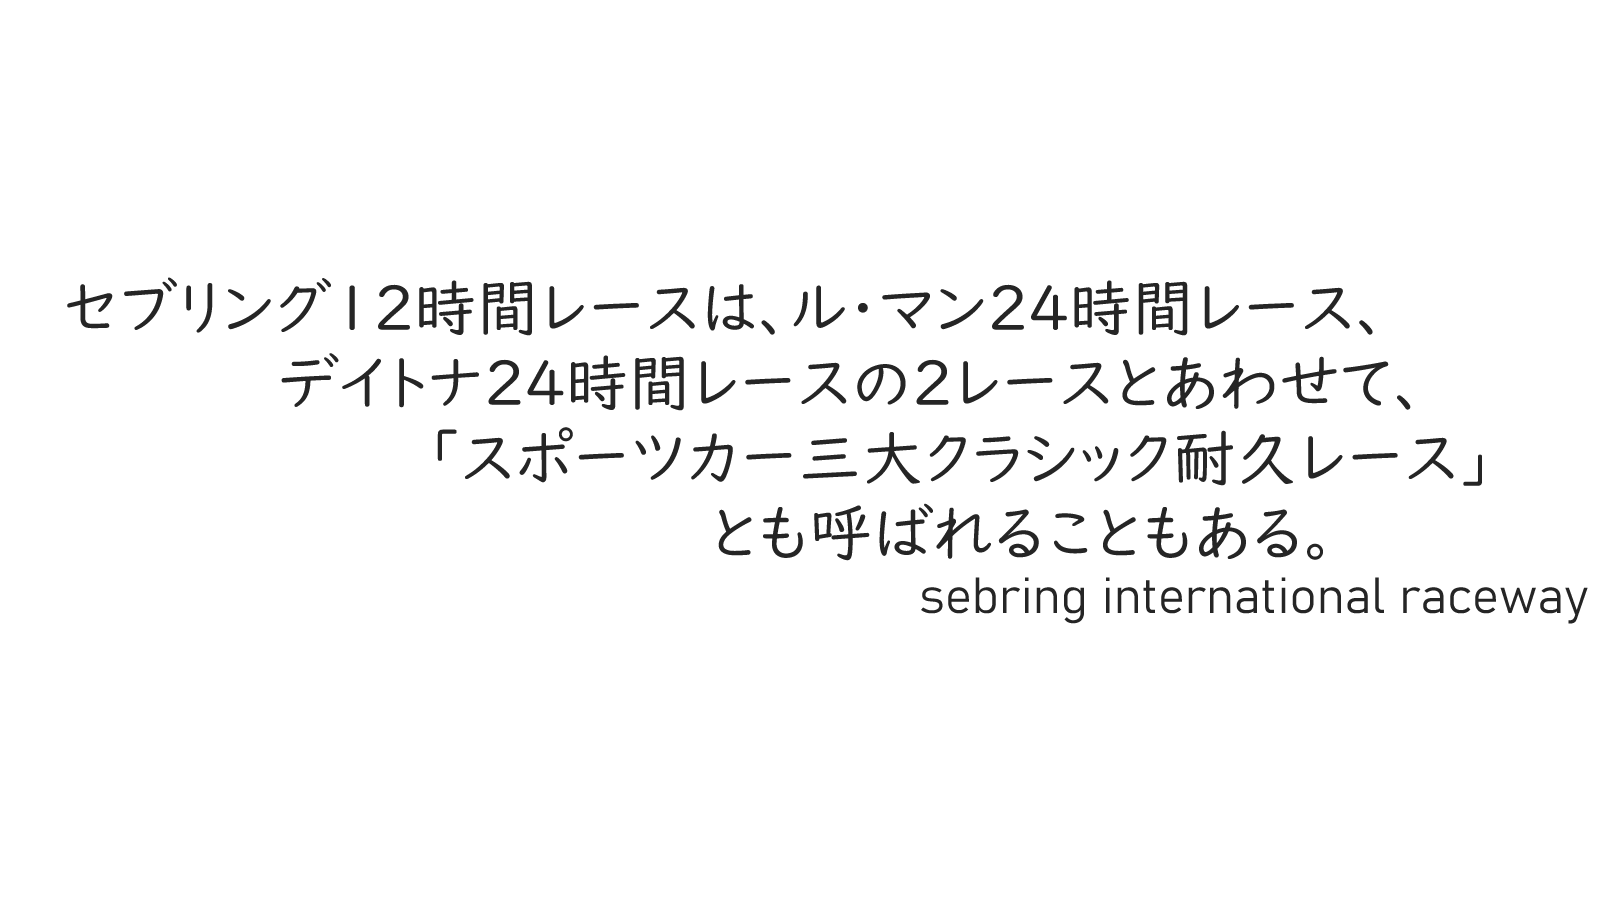 セブリング12時間レースは、ル・マン24時間レース、
デイトナ24時間レースの2レースとあわせて、
「スポーツカー三大クラシック耐久レース」
とも呼ばれることもある。
sebring international raceway